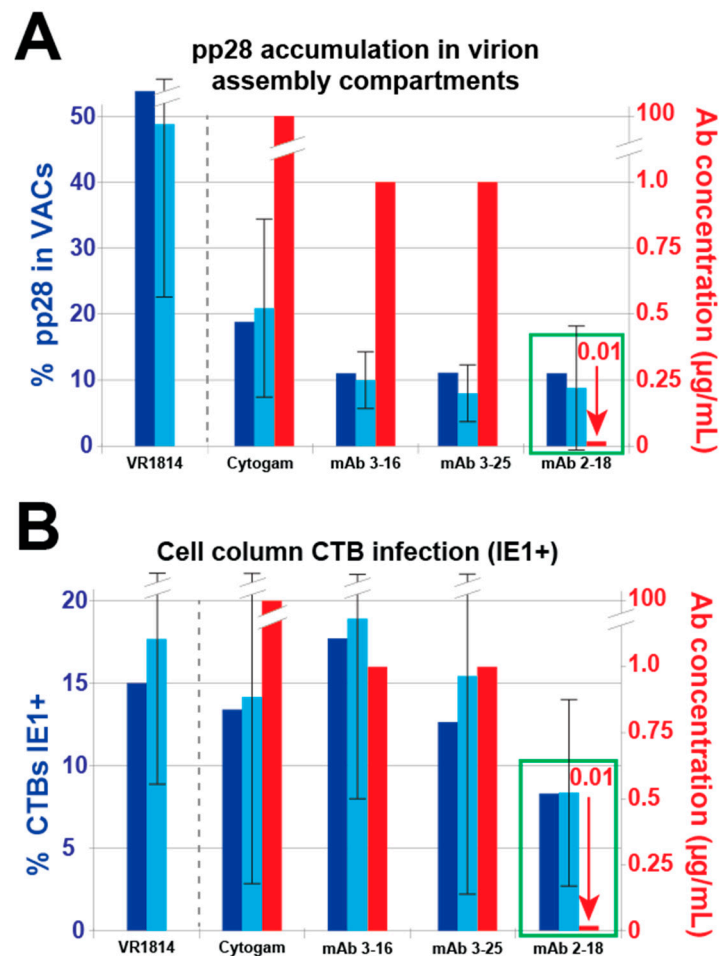 A
pp28 accumulation in virion
assembly compartments
% pp28 in VACs
50
40
30
20
10
0
Ab concentration (µg/mL)
100
1.0
0.75
0.5
0.25
0
0.01
VR1814
Cytogam
mAb 3-16
mAb 3-25
mAb 2-18
B
Cell column CTB infection (IE1+)
% CTBs IE1+
20
15
10
5
0
Ab concentration (µg/mL)
100
1.0
0.75
0.5
0.25
0
0.01
VR1814
Cytogam
mAb 3-16
mAb 3-25
mAb 2-18